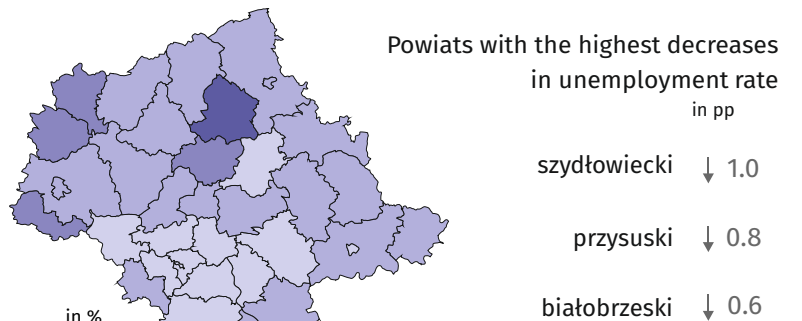 Powiats with the highest decreases
in unemployment rate
in pp
szydłowiecki ↓ 1.0
przysuski ↓ 0.8
białobrzeski ↓ 0.6
in %